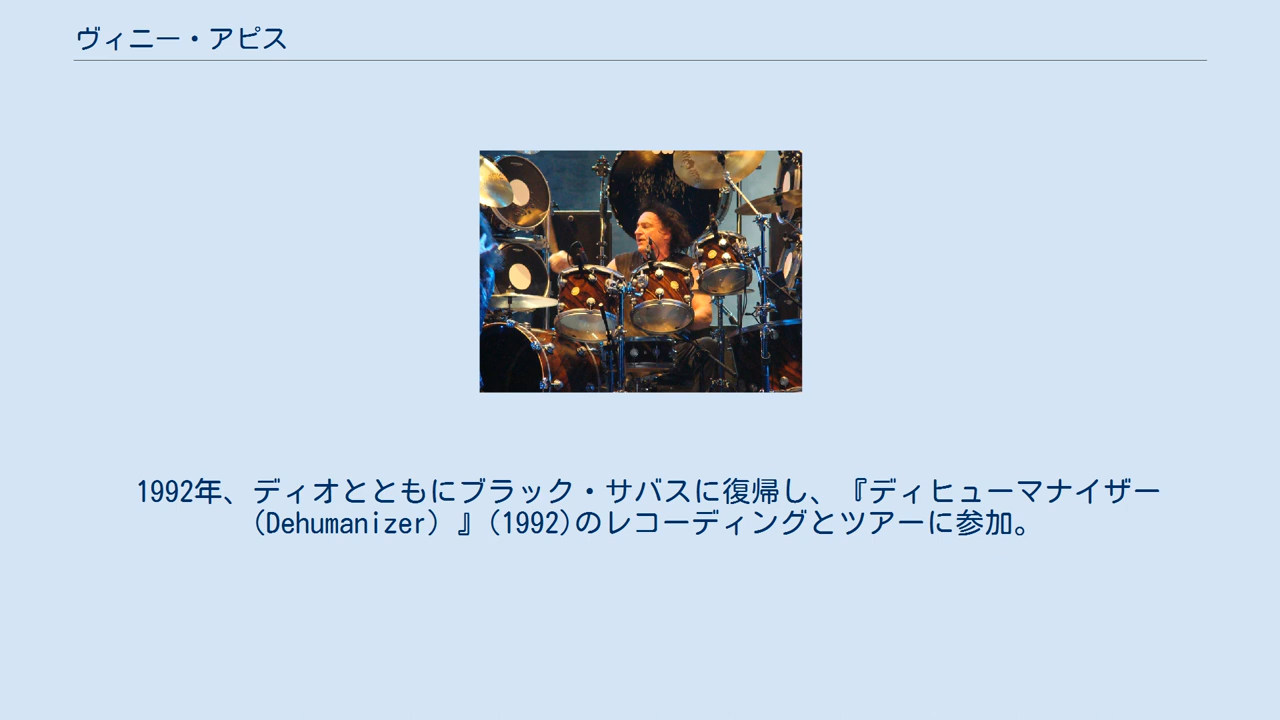 ヴィニー・アピス
1992年、ディオとともにブラック・サバスに復帰し、『ディヒューマナイザー
(Dehumanizer) 』(1992)のレコーディングとツアーに参加。